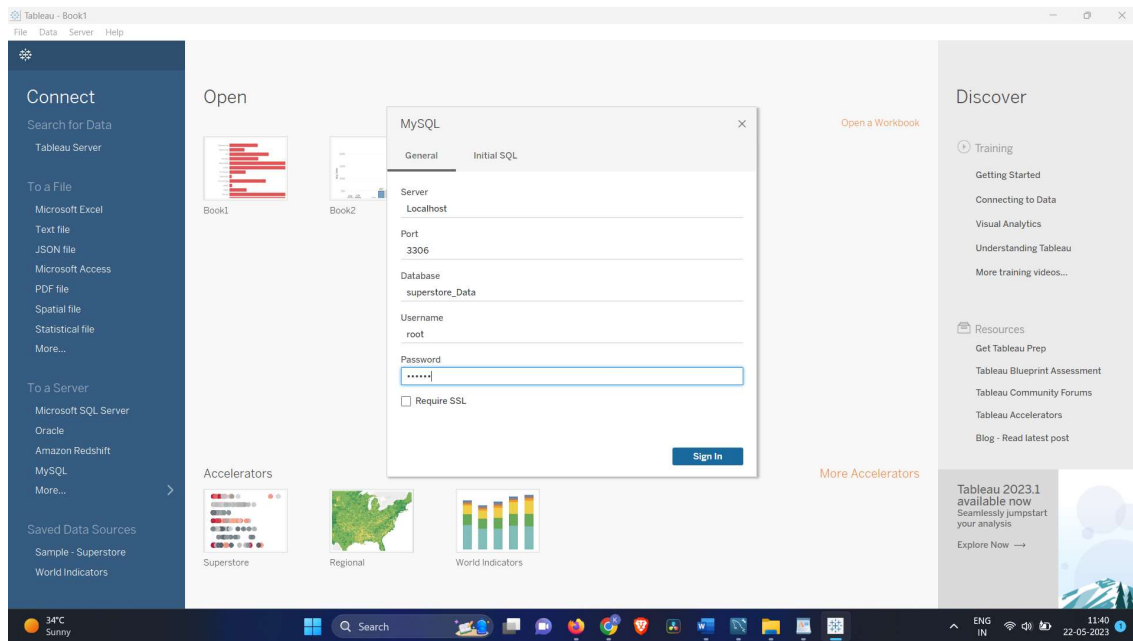 Tableau - Book1
File Data Server Help
Connect
Search for Data
Tableau Server
To a File
Microsoft Excel
Text file
JSON file
Microsoft Access
PDF file
Spatial file
Statistical file
More...
To a Server
Microsoft SQL Server
Oracle
Amazon Redshift
MySQL
More...
Saved Data Sources
Sample - Superstore
World Indicators
Open
Open a Workbook
Book1
Book2
MySQL
General Initial SQL
Server
Localhost
Port
3306
Database
superstore_Data
Username
root
Password
••••••
Require SSL
Sign In
Accelerators
More Accelerators
Superstore
Regional
World Indicators
Discover
Training
Getting Started
Connecting to Data
Visual Analytics
Understanding Tableau
More training videos...
Resources
Get Tableau Prep
Tableau Blueprint Assessment
Tableau Community Forums
Tableau Accelerators
Blog - Read latest post
Tableau 2023.1
available now
Seamlessly jumpstart
your analysis
Explore Now →
34°C
Sunny
Search
ENG
IN
11:40
22-05-2023
1